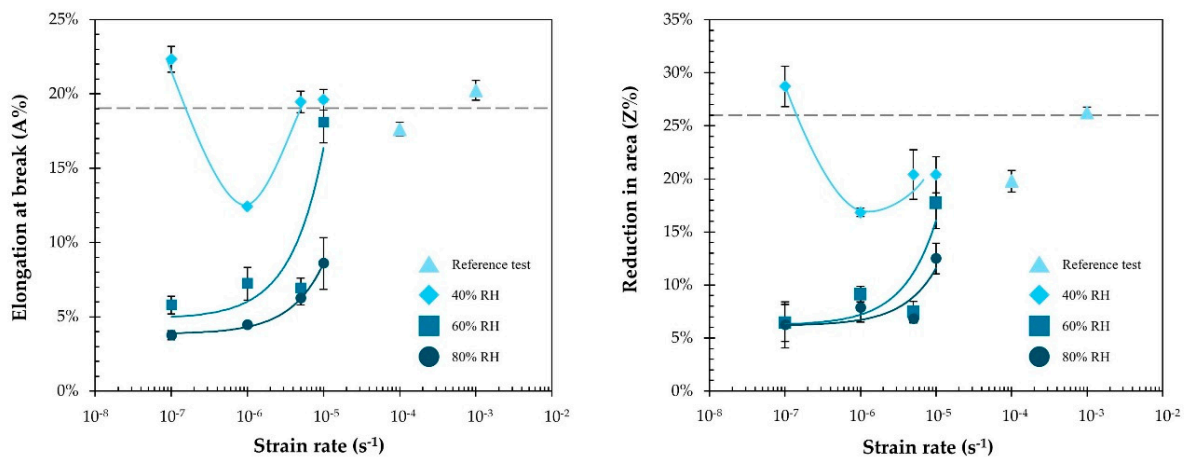 Elongation at break (A%)
25%
20%
15%
10%
5%
0%
10-8
10-7
10-6
10-5
10-4
10-3
10-2
Strain rate (s-1)
Reference test
40% RH
60% RH
80% RH
Reduction in area (Z%)
40%
35%
30%
25%
20%
15%
10%
5%
0%
10-8
10-7
10-6
10-5
10-4
10-3
10-2
Strain rate (s-1)
Reference test
40% RH
60% RH
80% RH